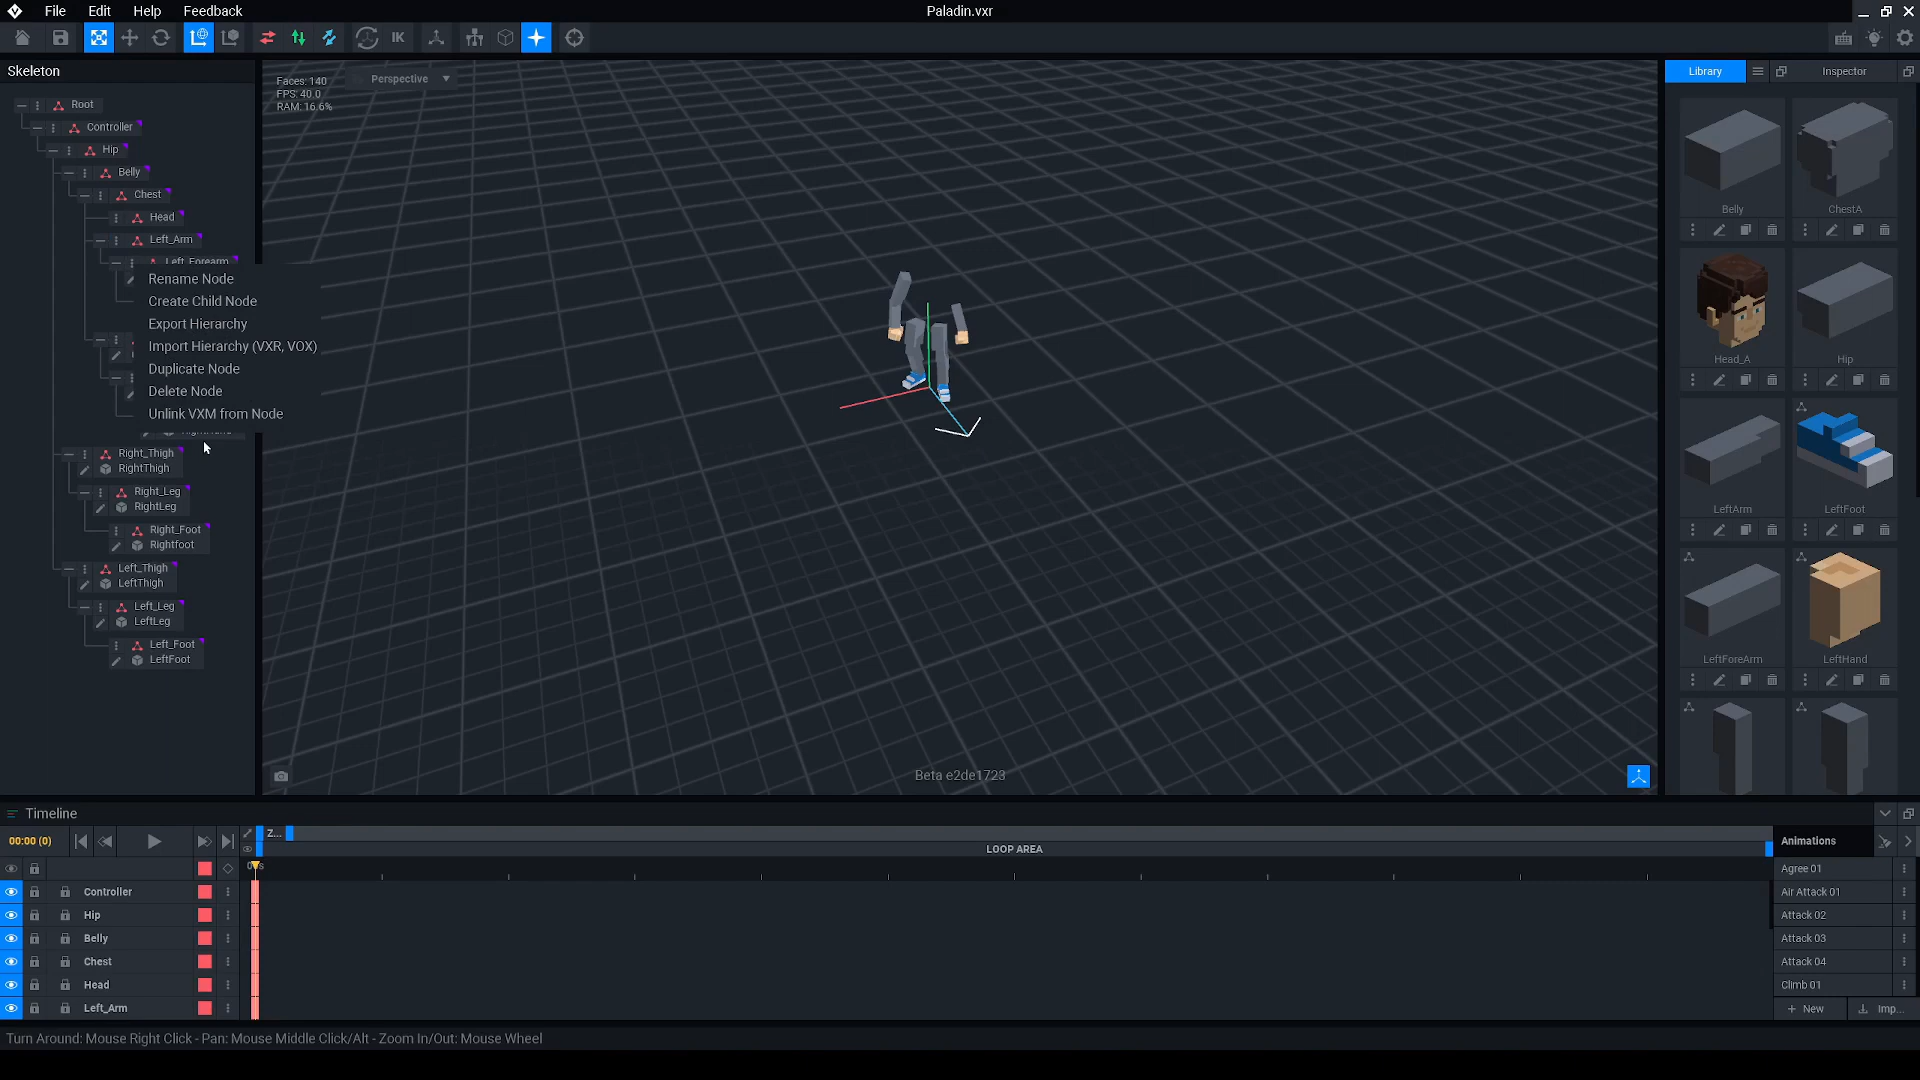 File Edit Help Feedback
Paladin.vxr
IK
Skeleton
Root
Controller
Hip
Belly
Chest
Head
Left_Arm
Left_Forearm
Rename Node
Create Child Node
Export Hierarchy
Import Hierarchy (VXR, VOX)
Duplicate Node
Delete Node
Unlink VXM from Node
Right_Thigh
RightThigh
Right_Leg
RightLeg
Right_Foot
Rightfoot
Left_Thigh
LeftThigh
Left_Leg
LeftLeg
Left_Foot
LeftFoot
Faces: 140
FPS: 40.0
RAM: 16.6%
Perspective
Beta e2de1723
Library
Inspector
Belly
ChestA
Head_A
Hip
LeftArm
LeftFoot
LeftForeArm
LeftHand
Timeline
00:00 (0)
Z...
LOOP AREA
Controller
Hip
Belly
Chest
Head
Left_Arm
Animations
Agree 01
Air Attack 01
Attack 02
Attack 03
Attack 04
Climb 01
New
Imp...
Turn Around: Mouse Right Click - Pan: Mouse Middle Click/Alt - Zoom In/Out: Mouse Wheel